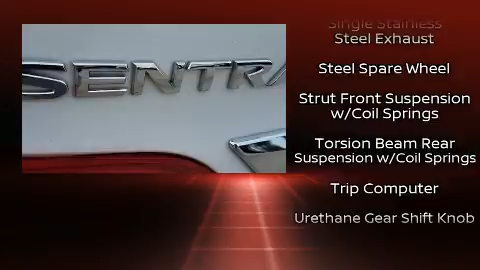 SENTRA
Single Stainless
Steel Exhaust
Steel Spare Wheel
Strut Front Suspension
w/Coil Springs
Torsion Beam Rear
Suspension w/Coil Springs
Trip Computer
Urethane Gear Shift Knob